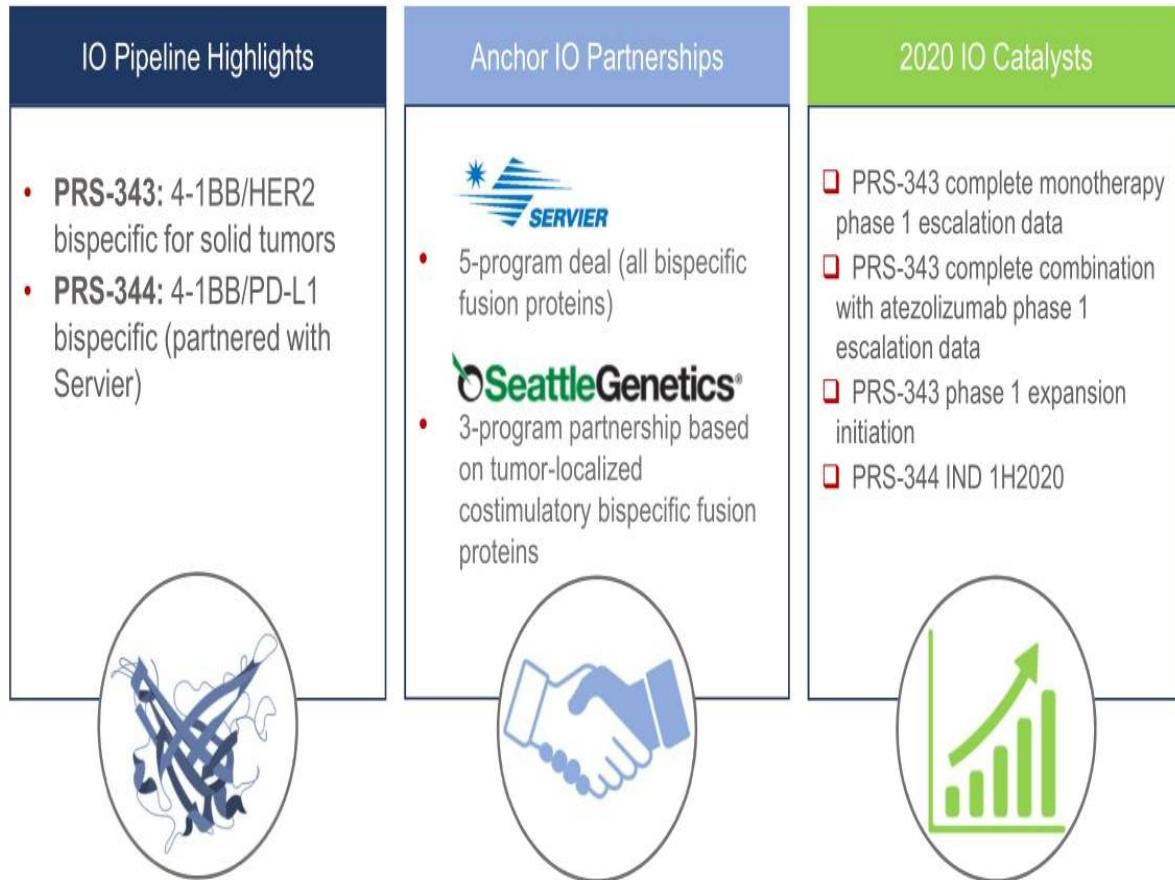 IO Pipeline Highlights
• PRS-343: 4-1BB/HER2
bispecific for solid tumors
• PRS-344: 4-1BB/PD-L1
bispecific (partnered with
Servier)
Anchor IO Partnerships
SERVIER
• 5-program deal (all bispecific
fusion proteins)
SeattleGenetics®
• 3-program partnership based
on tumor-localized
costimulatory bispecific fusion
proteins
2020 IO Catalysts
❑ PRS-343 complete monotherapy
phase 1 escalation data
❑ PRS-343 complete combination
with atezolizumab phase 1
escalation data
❑ PRS-343 phase 1 expansion
initiation
❑ PRS-344 IND 1H2020